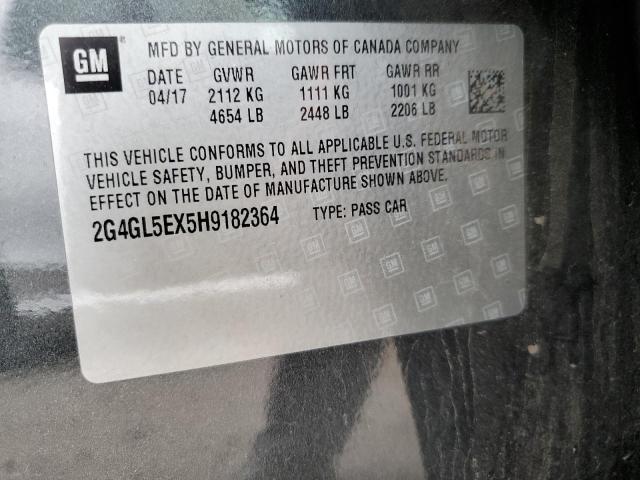 GM
MFD BY GENERAL MOTORS OF CANADA COMPANY
DATE GVWR GAWR FRT GAWR RR
04/17 2112 KG 1111 KG 1001 KG
4654 LB 2448 LB 2206 LB
THIS VEHICLE CONFORMS TO ALL APPLICABLE U.S. FEDERAL MOTOR
VEHICLE SAFETY, BUMPER, AND THEFT PREVENTION STANDARDS IN
EFFECT ON THE DATE OF MANUFACTURE SHOWN ABOVE.
2G4GL5EX5H9182364 TYPE: PASS CAR